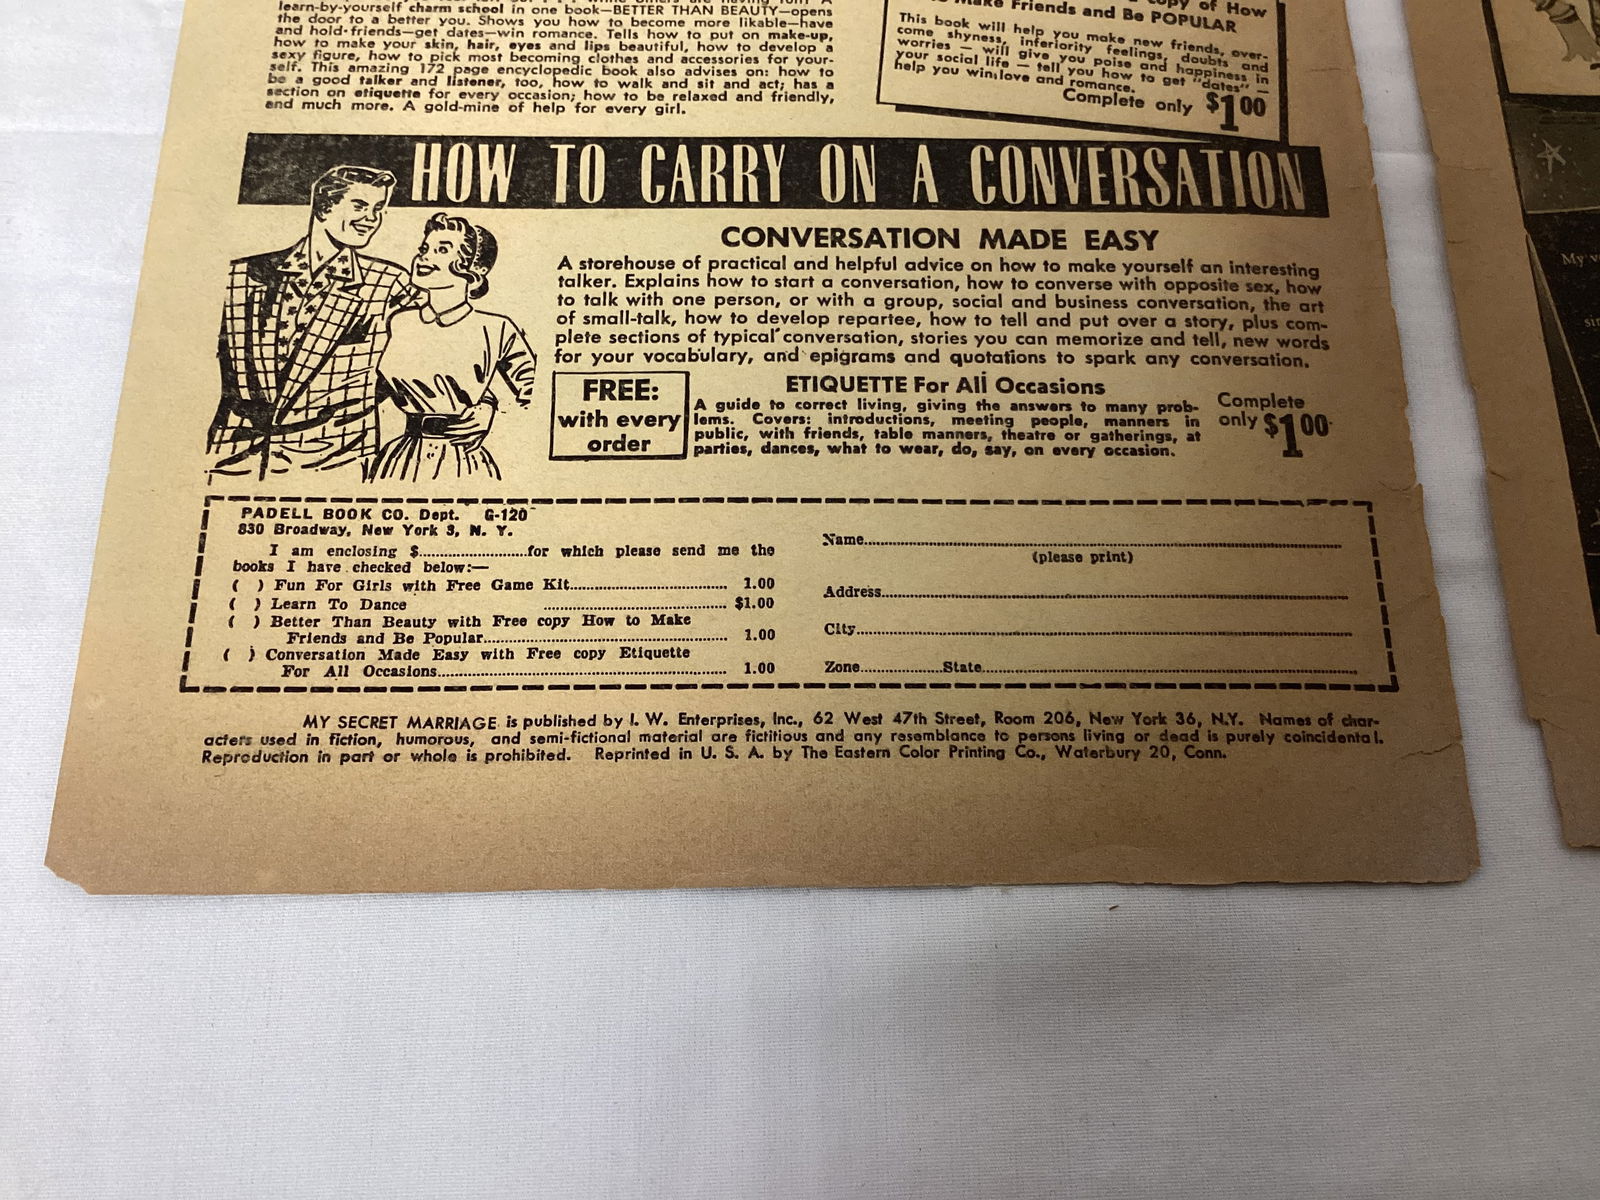 learn-by-yourself charm school in one book—BETTER THAN BEAUTY—opens
the door to a better you. Shows you how to become more likable—have
and hold friends—get dates—win romance. Tells how to put on make-up,
how to make your skin, hair, eyes and lips beautiful, how to develop a
sexy figure, how to pick most becoming clothes and accessories for your-
self. This amazing 172 page encyclopedic book also advises on: how to
be a good talker and listener, too, how to walk and sit and act; has a
section on etiquette for every occasion; how to be relaxed and friendly,
and much more. A gold-mine of help for every girl.
copy of How
Make Friends and Be POPULAR
This book will help you make new friends, over-
come shyness, inferiority feelings, doubts and
worries — will give you poise and happiness in
your social life — tell you how to get "dates" —
help you win love and romance.
Complete only $1.00
HOW TO CARRY ON A CONVERSATION
CONVERSATION MADE EASY
A storehouse of practical and helpful advice on how to make yourself an interesting
talker. Explains how to start a conversation, how to converse with opposite sex, how
to talk with one person, or with a group, social and business conversation, the art
of small-talk, how to develop repartee, how to tell and put over a story, plus com-
plete sections of typical conversation, stories you can memorize and tell, new words
for your vocabulary, and epigrams and quotations to spark any conversation.
FREE:
with every
order
ETIQUETTE For All Occasions
A guide to correct living, giving the answers to many prob-
lems. Covers: introductions, meeting people, manners in
public, with friends, table manners, theatre or gatherings, at
parties, dances, what to wear, do, say, on every occasion.
Complete
only $1.00
PADELL BOOK CO. Dept. G-120
830 Broadway, New York 3, N. Y.
I am enclosing $..........................for which please send me the
books I have checked below:—
( ) Fun For Girls with Free Game Kit...................................... 1.00
( ) Learn To Dance ............................................. $1.00
( ) Better Than Beauty with Free copy How to Make
Friends and Be Popular............................................................ 1.00
( ) Conversation Made Easy with Free copy Etiquette
For All Occasions....................................................................... 1.00
Name........................................................................
(please print)
Address........................................................................
City........................................................................
Zone....................State........................................................................
MY SECRET MARRIAGE is published by I. W. Enterprises, Inc., 62 West 47th Street, Room 206, New York 36, N.Y. Names of char-
acters used in fiction, humorous, and semi-fictional material are fictitious and any resemblance to persons living or dead is purely coincidental.
Reproduction in part or whole is prohibited. Reprinted in U. S. A. by The Eastern Color Printing Co., Waterbury 20, Conn.
My